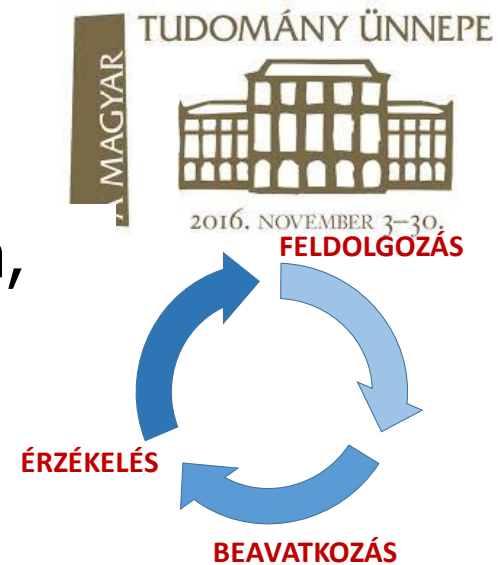 A MAGYAR
TUDOMÁNY ÜNNEPE
2016. NOVEMBER 3–30.
FELDOLGOZÁS
ÉRZÉKELÉS
BEAVATKOZÁS